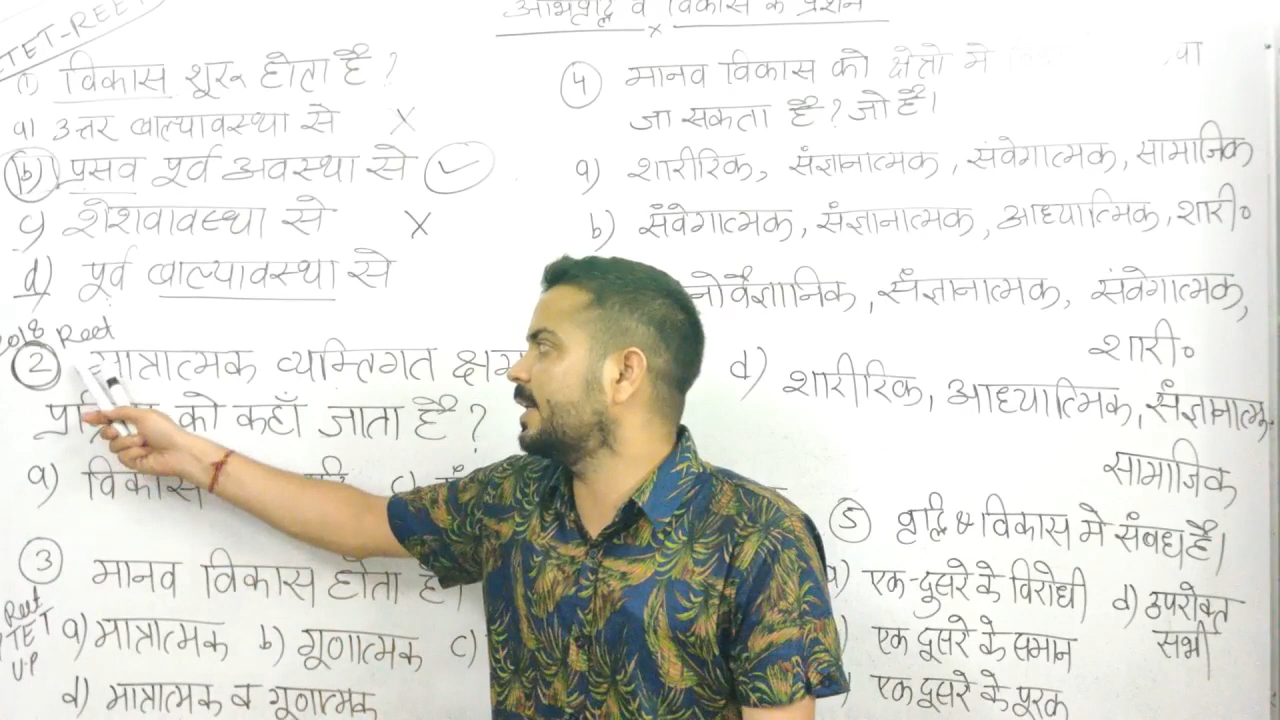 TET-REET
अभिवृद्धि व विकास के प्रश्न
① विकास शूरू होता है ?
a) उत्तर बाल्यावस्था से X
(b) प्रसव पूर्व अवस्था से ✓
c) शेशवावस्था से X
d) पूर्व बाल्यावस्था से
2018 Reet
② मात्रात्मक व्यक्तिगत
को कहाँ जाता है ?
a) विकास
③ मानव विकास होता है।
Reet
TET
UP
a) मात्रात्मक b) गूणात्मक c)
d) मात्रात्मक व गूणात्मक
④ मानव विकास को क्षेत्रो मे
जा सकता है ? जो है।
a) शारीरिक, संज्ञानात्मक, संवेगात्मक, सामाजिक
b) संवेगात्मक, संज्ञानात्मक, आध्यात्मिक, शारी०
नोवैज्ञानिक, संज्ञानात्मक, संवेगात्मक,
शारी०
d) शारीरिक, आध्यात्मिक, संज्ञानात्मक,
सामाजिक
⑤ वृद्धि & विकास मे संबध है।
a) एक-दुसरे के विरोधी d) उपरोक्त
एक दूसरे के समान सभी
एक दूसरे के पूरक